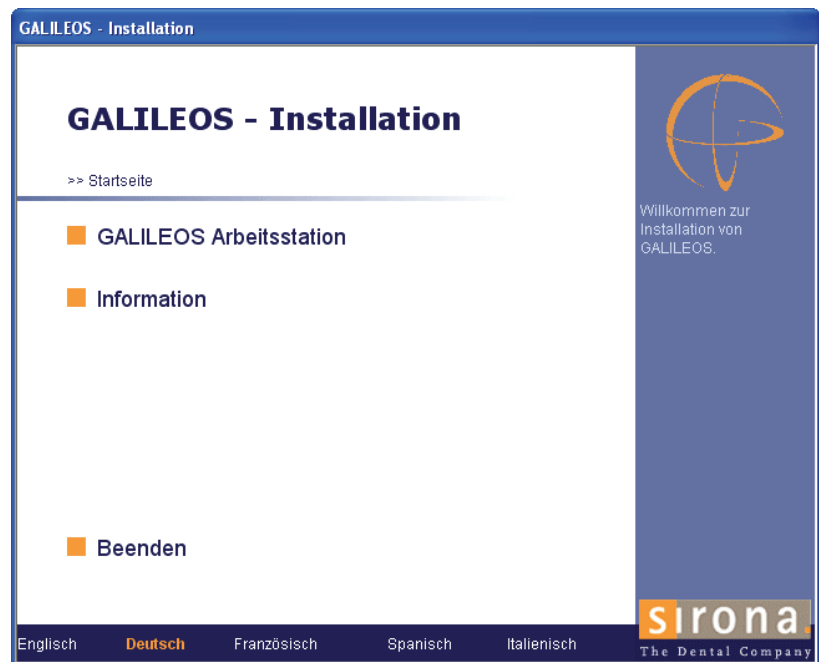 GALILEOS - Installation
GALILEOS - Installation
>> Startseite
Willkommen zur
Installation von
GALILEOS.
GALILEOS Arbeitsstation
Information
Beenden
Englisch Deutsch Französisch Spanisch Italienisch
sırona.
The Dental Company